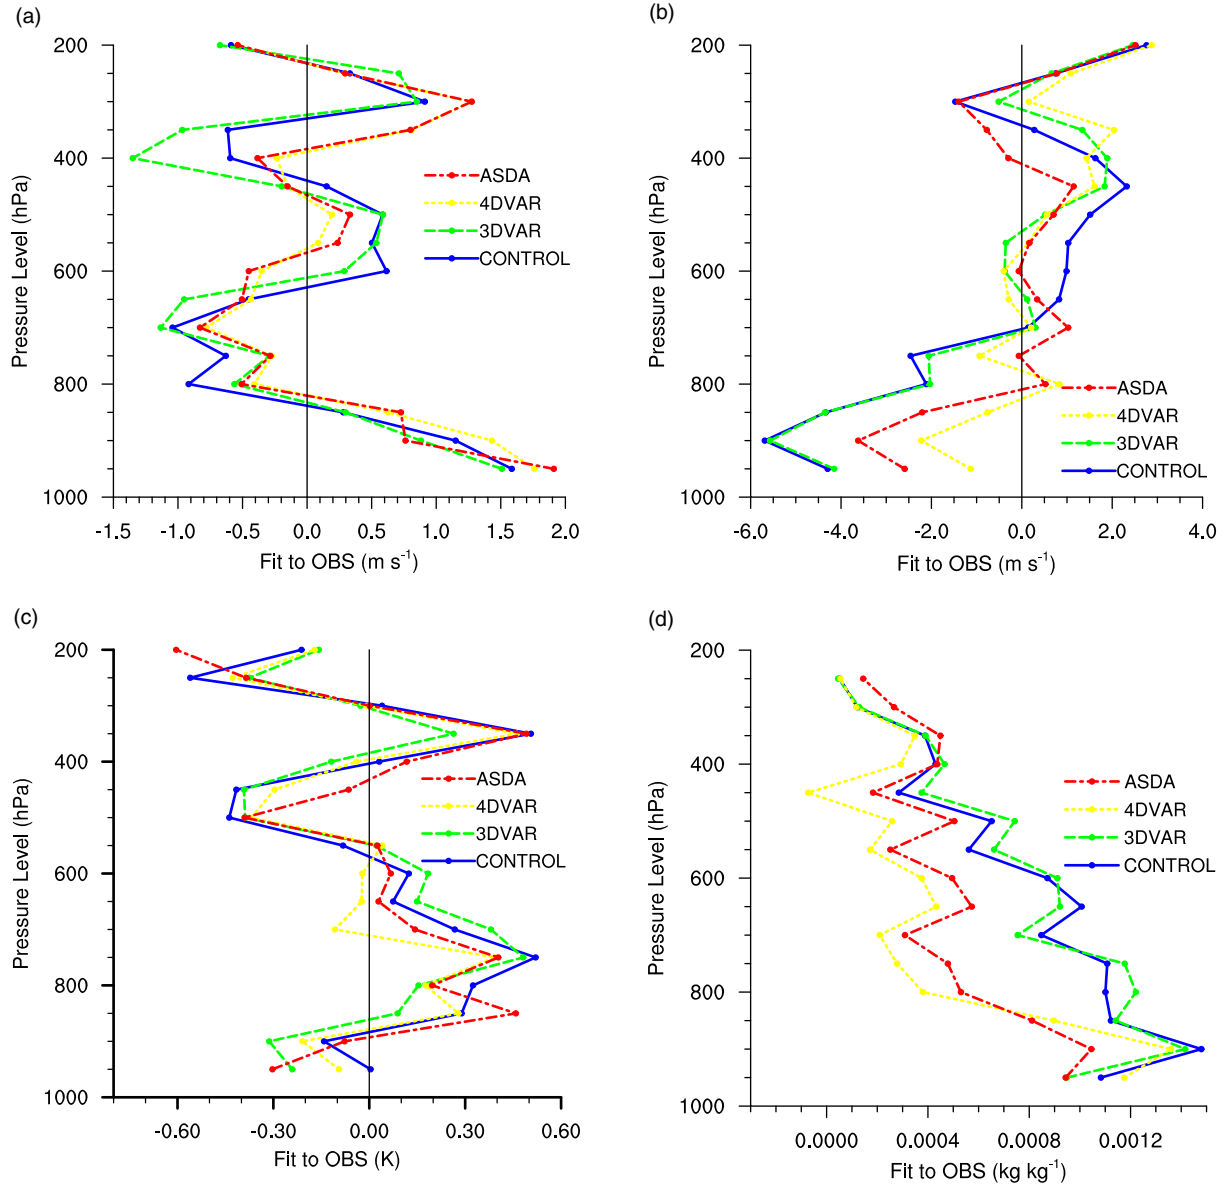 (a)
200
400
600
800
1000
Pressure Level (hPa)
-1.5 -1.0 -0.5 0.0 0.5 1.0 1.5 2.0
Fit to OBS (m s⁻¹)
ASDA
4DVAR
3DVAR
CONTROL
(b)
200
400
600
800
1000
Pressure Level (hPa)
-6.0 -4.0 -2.0 0.0 2.0 4.0
Fit to OBS (m s⁻¹)
ASDA
4DVAR
3DVAR
CONTROL
(c)
200
400
600
800
1000
Pressure Level (hPa)
-0.60 -0.30 0.00 0.30 0.60
Fit to OBS (K)
ASDA
4DVAR
3DVAR
CONTROL
(d)
200
400
600
800
1000
Pressure Level (hPa)
0.0000 0.0004 0.0008 0.0012
Fit to OBS (kg kg⁻¹)
ASDA
4DVAR
3DVAR
CONTROL